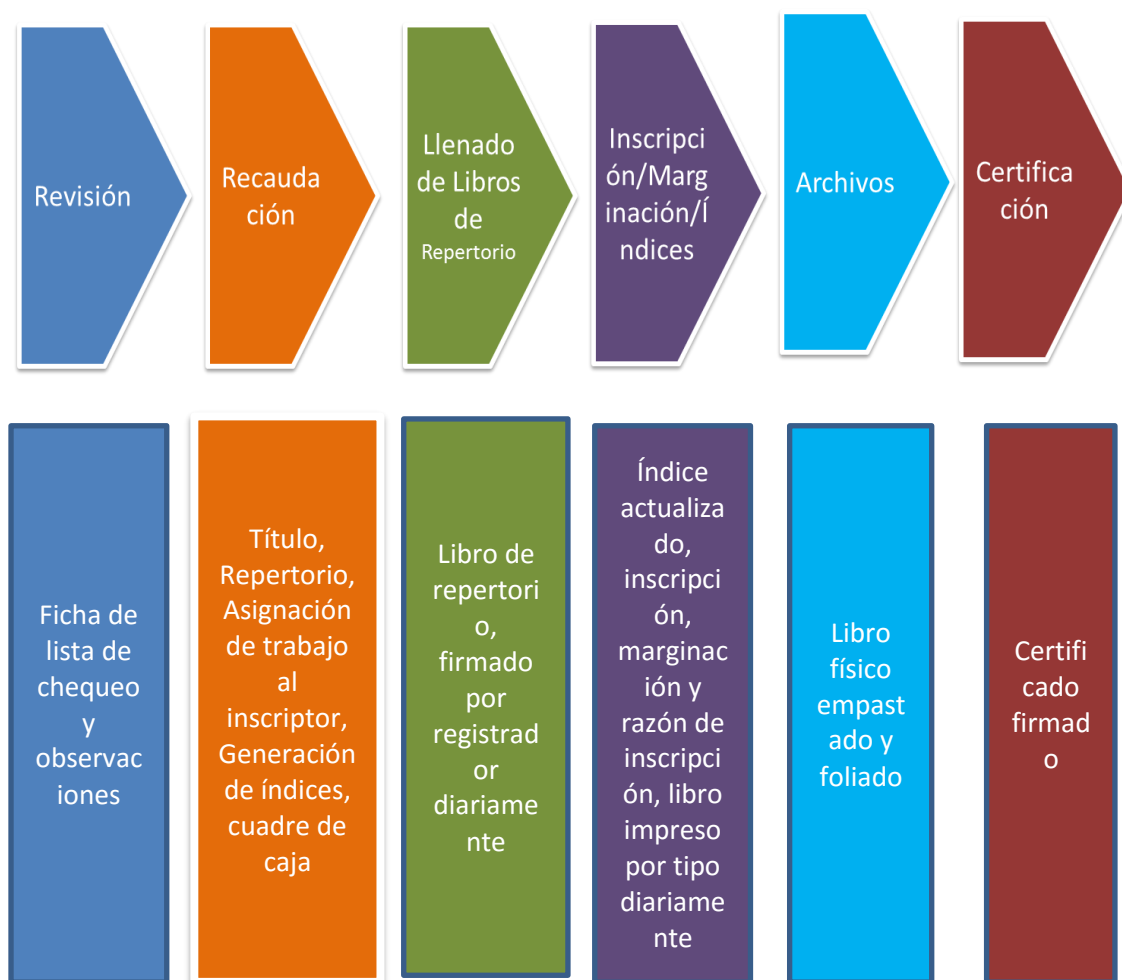 Revisión
Recauda
ción
Llenado
de Libros
de
Repertorio
Inscripci
ón/Marg
inación/Í
ndices
Archivos
Certifica
ción
Ficha de
lista de
chequeo
y
observac
iones
Título,
Repertorio,
Asignación
de trabajo
al
inscriptor,
Generación
de índices,
cuadre de
caja
Libro de
repertori
o,
firmado
por
registrad
or
diariame
nte
Índice
actualiza
do,
inscripci
ón,
marginac
ión y
razón de
inscripci
ón, libro
impreso
por tipo
diariame
nte
Libro
físico
empast
ado y
foliado
Certifi
cado
firmad
o